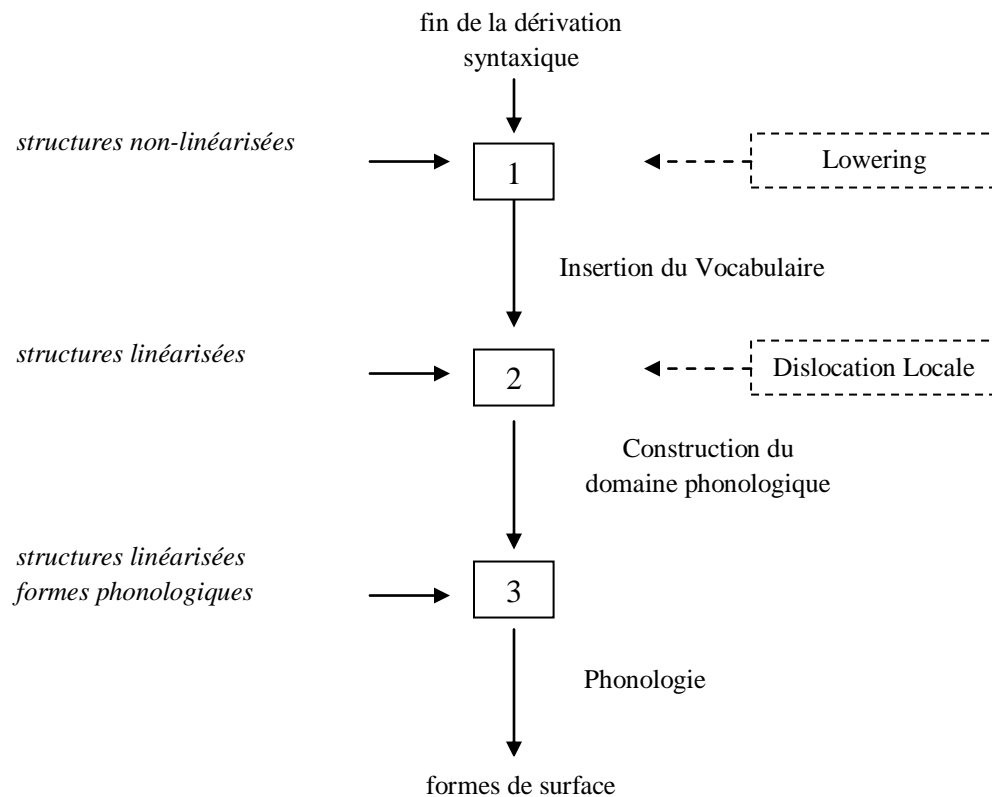 fin de la dérivation
syntaxique
structures non-linéarisées
1
Lowering
Insertion du Vocabulaire
structures linéarisées
2
Dislocation Locale
Construction du
domaine phonologique
structures linéarisées
formes phonologiques
3
Phonologie
formes de surface